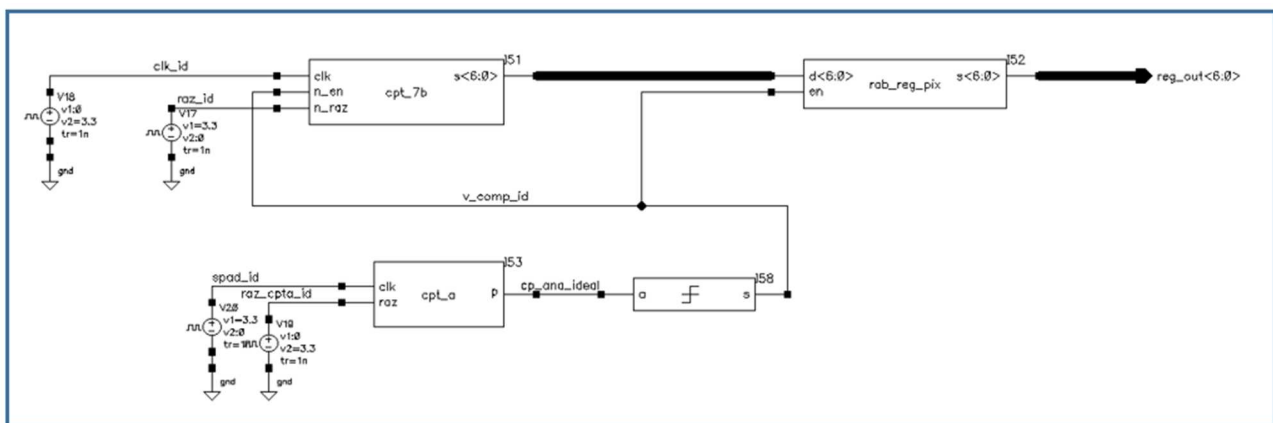 clk_id
V18
v1:0
v2=3.3
tr=1n
gnd
raz_id
V17
v1=3.3
v2:0
tr=1n
gnd
I51
clk
n_en
n_raz
cpt_7b
s<6:0>
I52
d<6:0>
en
rab_reg_pix
s<6:0>
reg_out<6:0>
v_comp_id
spad_id
V20
v1=3.3
v2:0
gnd
raz_cpta_id
V19
v1:0
v2=3.3
tr=1n
gnd
I53
clk
raz
cpt_a
p
cp_ana_ideal
I58
a
s